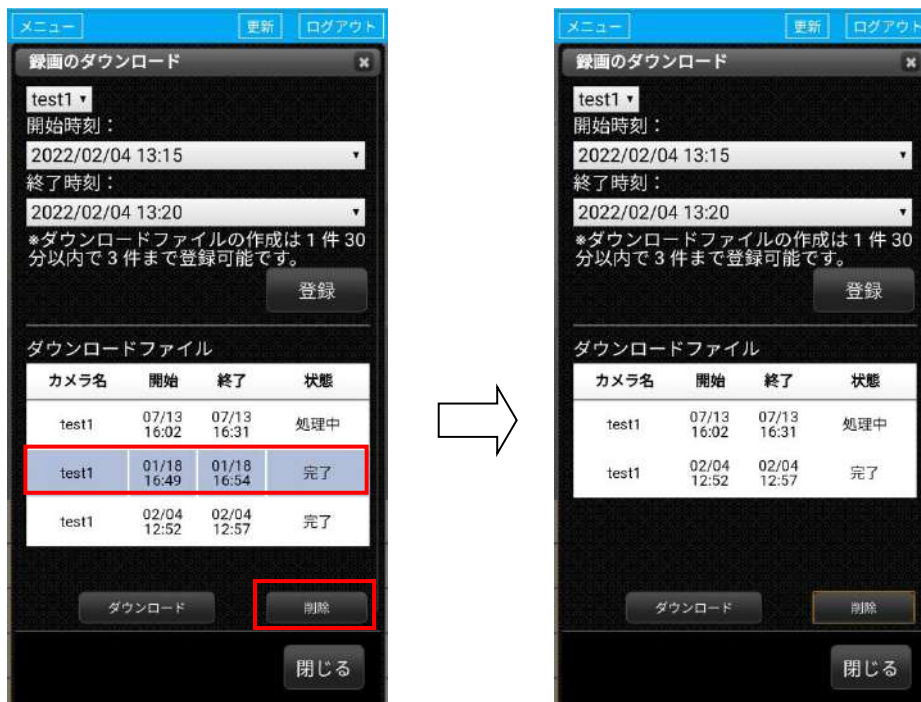 メニュー 更新 ログアウト
録画のダウンロード
test1
開始時刻：
2022/02/04 13:15
終了時刻：
2022/02/04 13:20
*ダウンロードファイルの作成は1件30
分以内で3件まで登録可能です。
登録
ダウンロードファイル
カメラ名 開始 終了 状態
test1 07/13 16:02 07/13 16:31 処理中
test1 01/18 16:49 01/18 16:54 完了
test1 02/04 12:52 02/04 12:57 完了
ダウンロード 削除
閉じる
メニュー 更新 ログアウト
録画のダウンロード
test1
開始時刻：
2022/02/04 13:15
終了時刻：
2022/02/04 13:20
*ダウンロードファイルの作成は1件30
分以内で3件まで登録可能です。
登録
ダウンロードファイル
カメラ名 開始 終了 状態
test1 07/13 16:02 07/13 16:31 処理中
test1 02/04 12:52 02/04 12:57 完了
ダウンロード 削除
閉じる